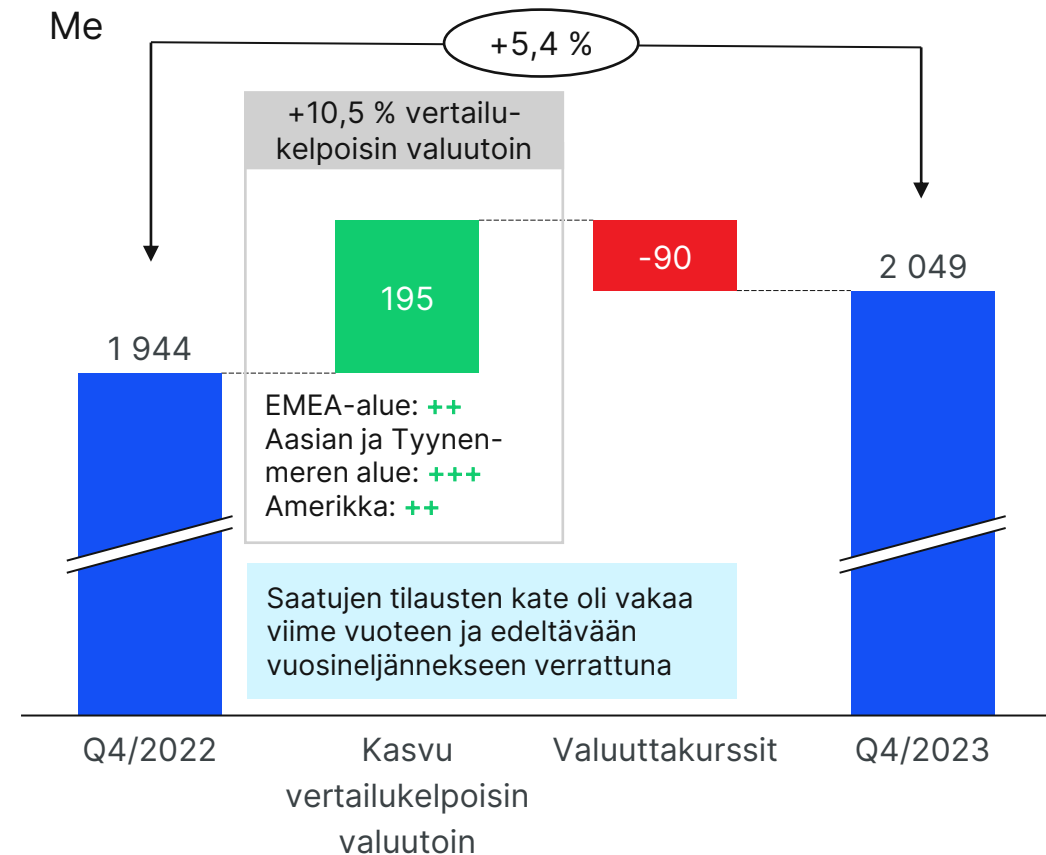 Me
+5,4 %
+10,5 % vertailu-
kelpoisin valuutoin
-90
2 049
195
1 944
EMEA-alue: ++
Aasian ja Tyynen-
meren alue: +++
Amerikka: ++
Saatujen tilausten kate oli vakaa
viime vuoteen ja edeltävään
vuosineljännekseen verrattuna
Q4/2022
Kasvu
vertailukelpoisin
valuutoin
Valuuttakurssit
Q4/2023